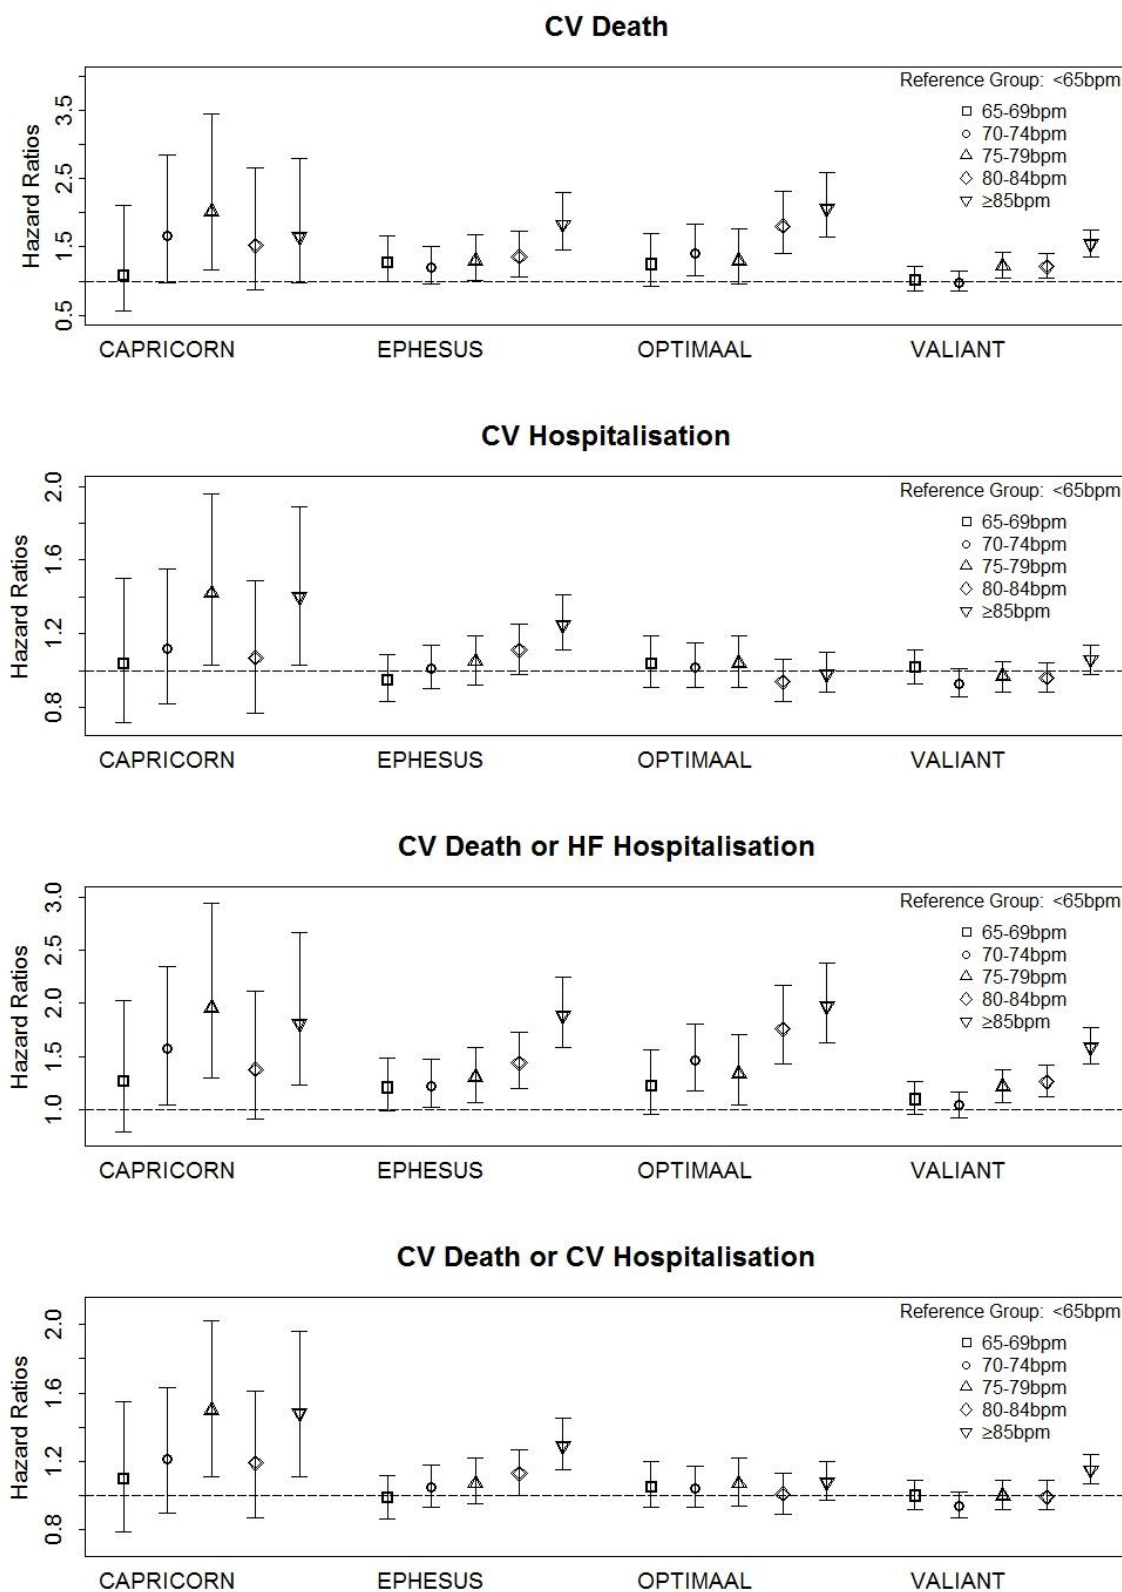 CV Death
Hazard Ratios
3.5
2.5
1.5
0.5
Reference Group: <65bpm
65-69bpm
70-74bpm
75-79bpm
80-84bpm
≥85bpm
CAPRICORN EPHESUS OPTIMAAL VALIANT
CV Hospitalisation
Hazard Ratios
2.0
1.6
1.2
0.8
Reference Group: <65bpm
65-69bpm
70-74bpm
75-79bpm
80-84bpm
≥85bpm
CAPRICORN EPHESUS OPTIMAAL VALIANT
CV Death or HF Hospitalisation
Hazard Ratios
3.0
2.5
2.0
1.5
1.0
Reference Group: <65bpm
65-69bpm
70-74bpm
75-79bpm
80-84bpm
≥85bpm
CAPRICORN EPHESUS OPTIMAAL VALIANT
CV Death or CV Hospitalisation
Hazard Ratios
2.0
1.6
1.2
0.8
Reference Group: <65bpm
65-69bpm
70-74bpm
75-79bpm
80-84bpm
≥85bpm
CAPRICORN EPHESUS OPTIMAAL VALIANT